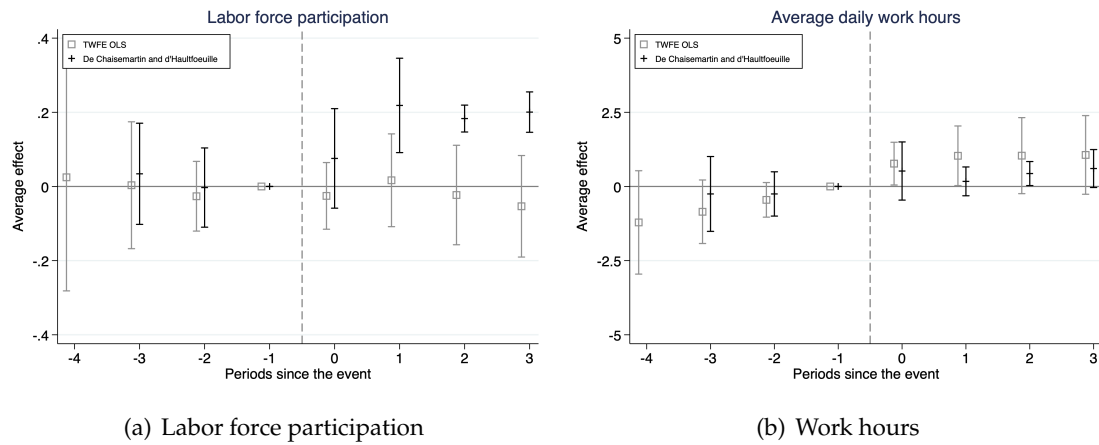 Labor force participation
.4
.2
0
-.2
-.4
Average effect
TWFE OLS
De Chaisemartin and d'Haultfoeuille
-4 -3 -2 -1 0 1 2 3
Periods since the event
(a) Labor force participation
Average daily work hours
5
2.5
0
-2.5
-5
Average effect
TWFE OLS
De Chaisemartin and d'Haultfoeuille
-4 -3 -2 -1 0 1 2 3
Periods since the event
(b) Work hours